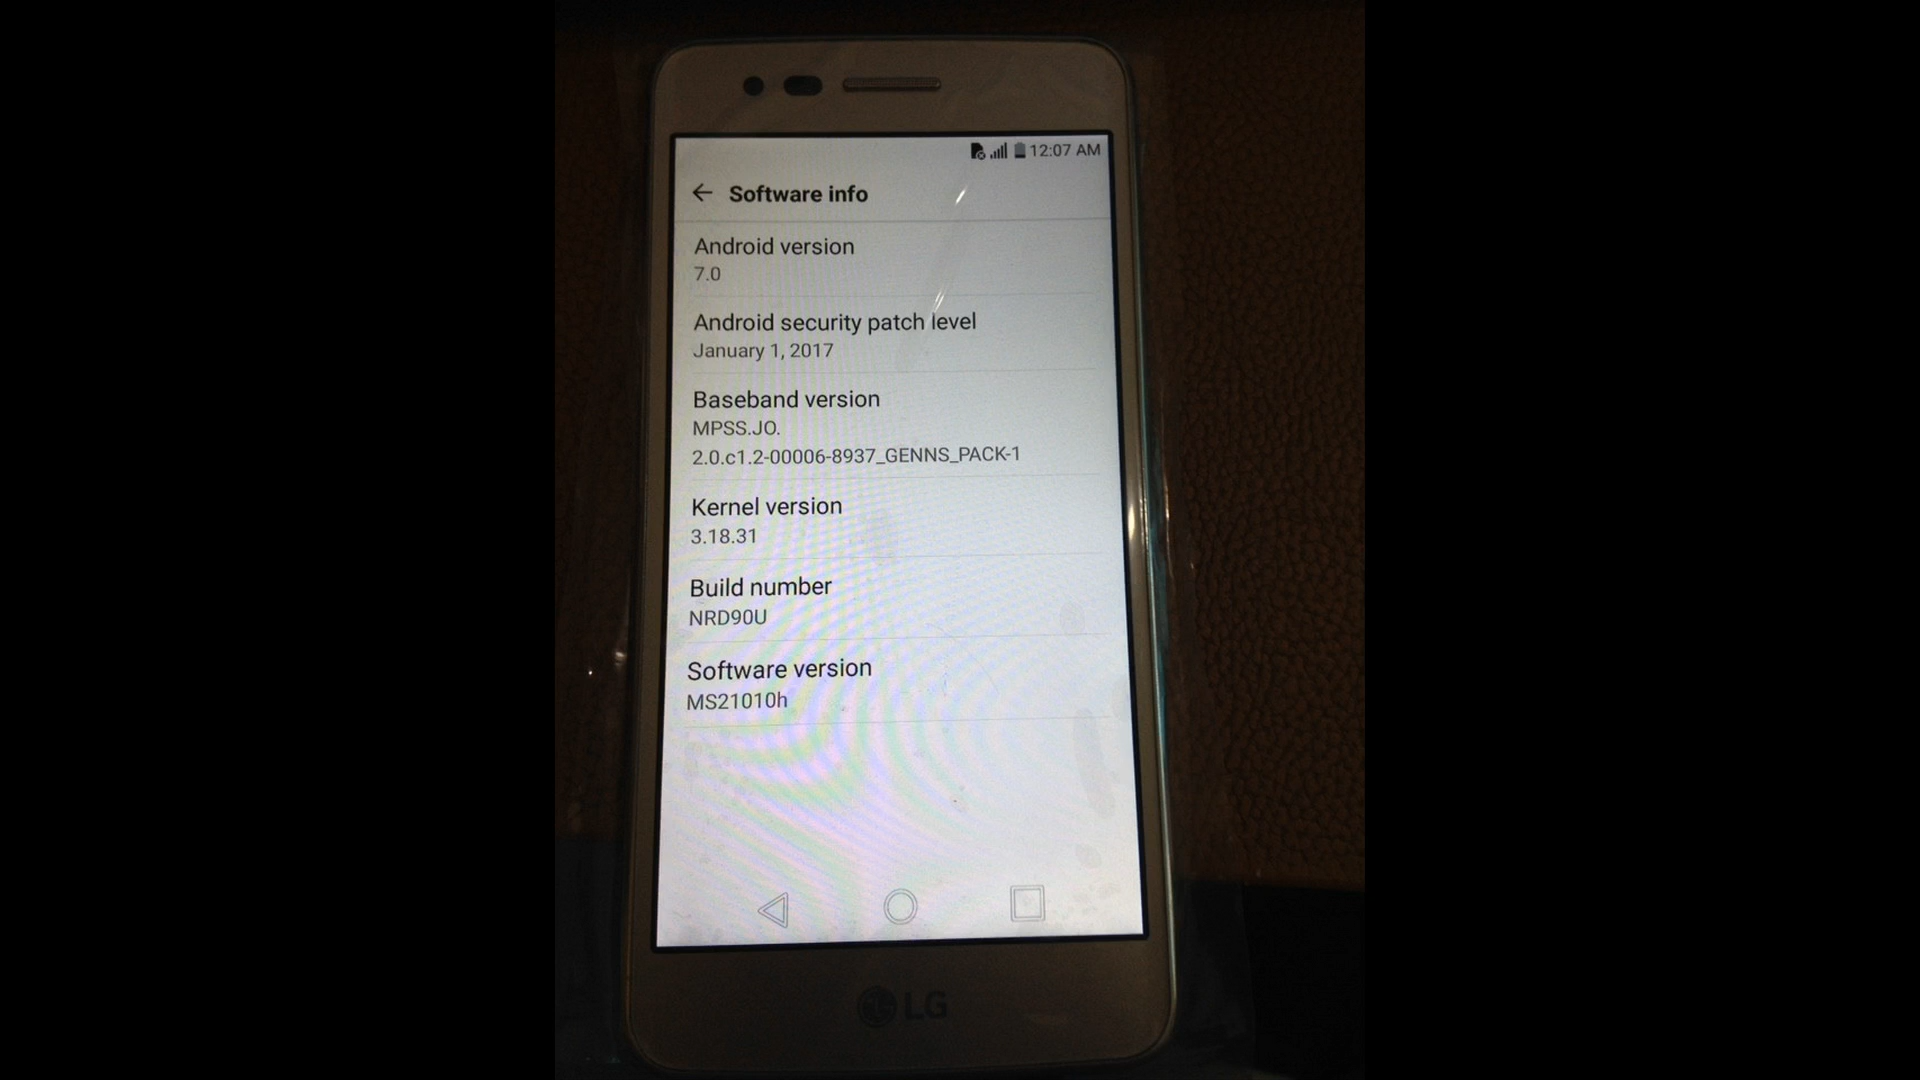 12:07 AM
Software info
Android version
7.0
Android security patch level
January 1, 2017
Baseband version
MPSS.JO.
2.0.c1.2-00006-8937_GENNS_PACK-1
Kernel version
3.18.31
Build number
NRD90U
Software version
MS21010h
LG